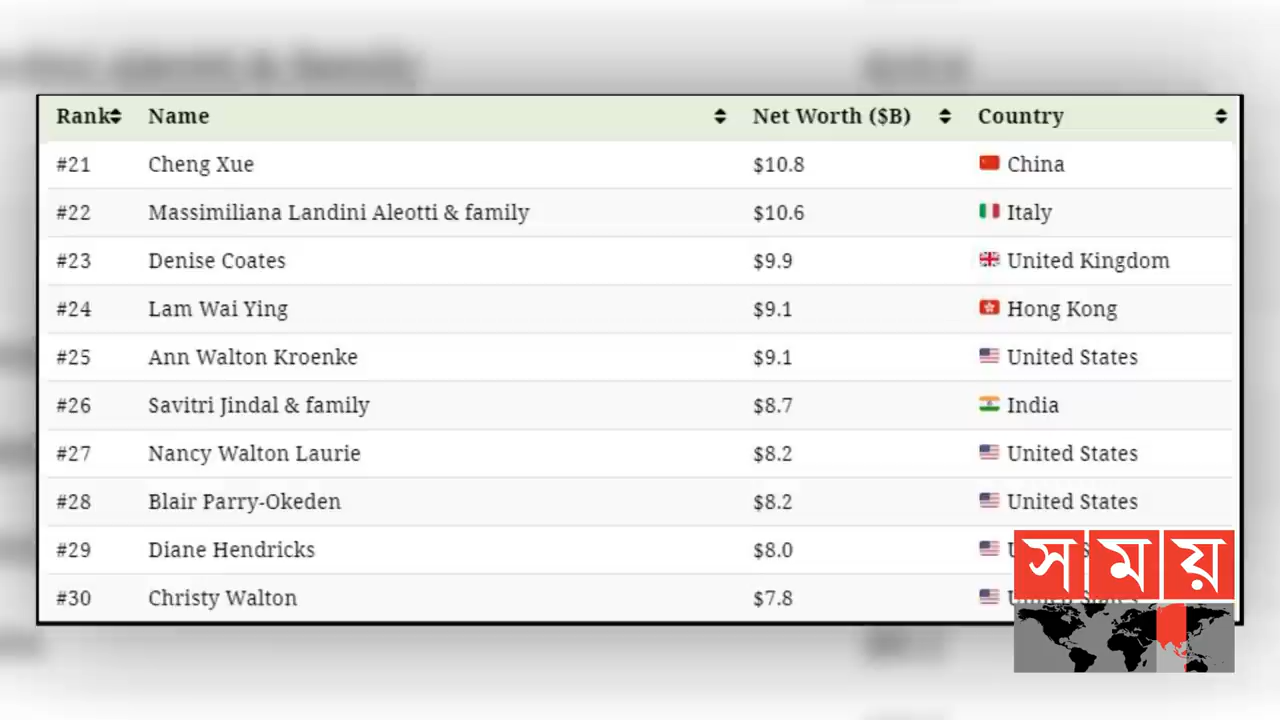 Rank Name Net Worth ($B) Country
#21 Cheng Xue $10.8 China
#22 Massimiliana Landini Aleotti & family $10.6 Italy
#23 Denise Coates $9.9 United Kingdom
#24 Lam Wai Ying $9.1 Hong Kong
#25 Ann Walton Kroenke $9.1 United States
#26 Savitri Jindal & family $8.7 India
#27 Nancy Walton Laurie $8.2 United States
#28 Blair Parry-Okeden $8.2 United States
#29 Diane Hendricks $8.0
#30 Christy Walton $7.8 United States
সময়